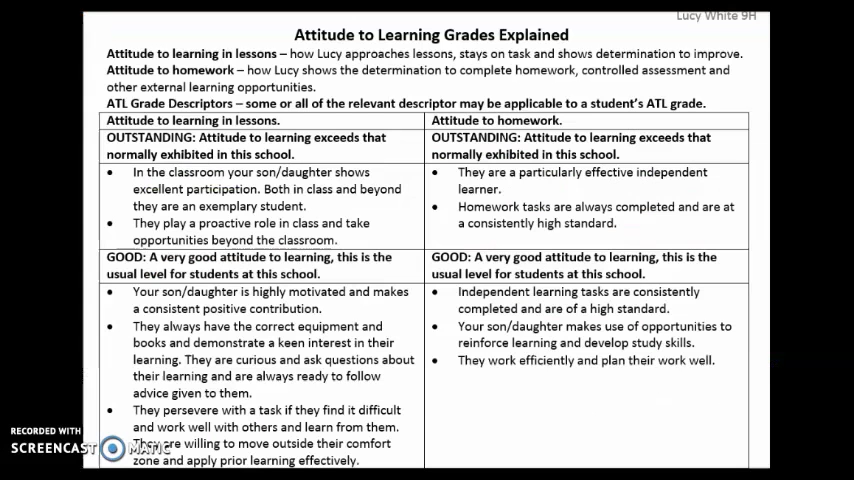 Lucy White 9H
Attitude to Learning Grades Explained
Attitude to learning in lessons – how Lucy approaches lessons, stays on task and shows determination to improve.
Attitude to homework – how Lucy shows the determination to complete homework, controlled assessment and
other external learning opportunities.
ATL Grade Descriptors – some or all of the relevant descriptor may be applicable to a student's ATL grade.
Attitude to learning in lessons.
OUTSTANDING: Attitude to learning exceeds that
normally exhibited in this school.
• In the classroom your son/daughter shows
excellent participation. Both in class and beyond
they are an exemplary student.
• They play a proactive role in class and take
opportunities beyond the classroom.
GOOD: A very good attitude to learning, this is the
usual level for students at this school.
• Your son/daughter is highly motivated and makes
a consistent positive contribution.
• They always have the correct equipment and
books and demonstrate a keen interest in their
learning. They are curious and ask questions about
their learning and are always ready to follow
advice given to them.
• They persevere with a task if they find it difficult
and work well with others and learn from them.
They are willing to move outside their comfort
zone and apply prior learning effectively.
Attitude to homework.
OUTSTANDING: Attitude to learning exceeds that
normally exhibited in this school.
• They are a particularly effective independent
learner.
• Homework tasks are always completed and are at
a consistently high standard.
GOOD: A very good attitude to learning, this is the
usual level for students at this school.
• Independent learning tasks are consistently
completed and are of a high standard.
• Your son/daughter makes use of opportunities to
reinforce learning and develop study skills.
• They work efficiently and plan their work well.
RECORDED WITH
SCREENCAST MATIC